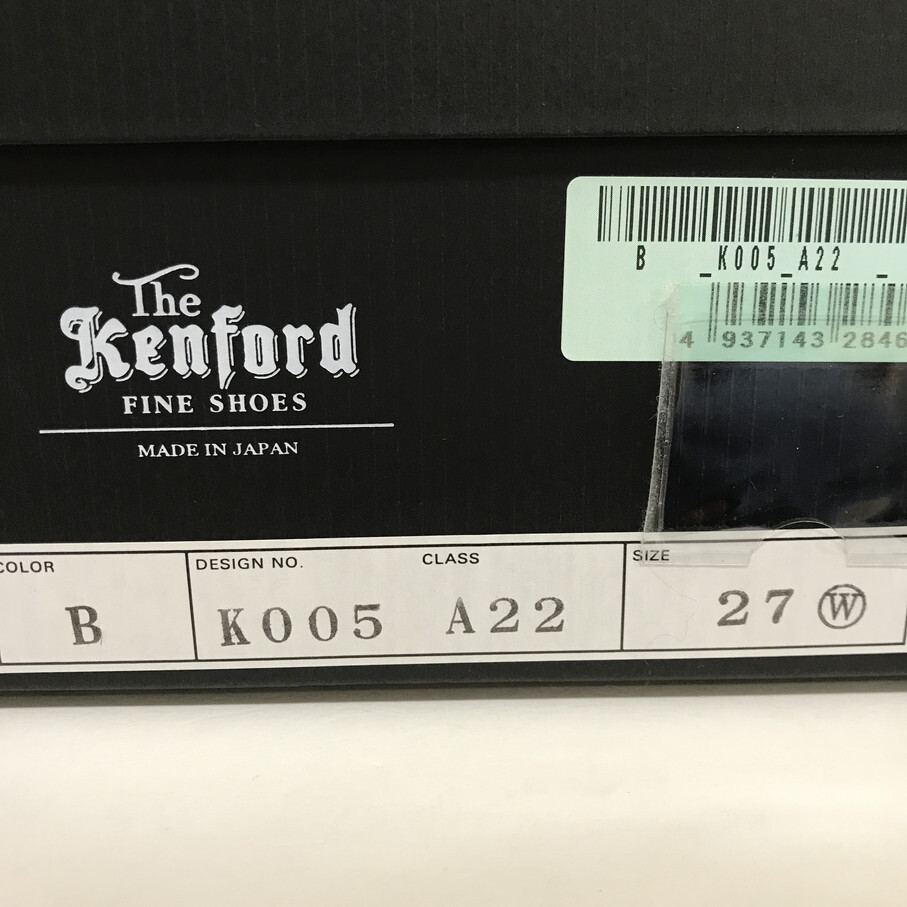 The
Kenford
FINE SHOES
MADE IN JAPAN
B _K005_A22 _
4 937143 2846
COLOR
B
DESIGN NO.
K005
CLASS
A22
SIZE
27 Ⓦ